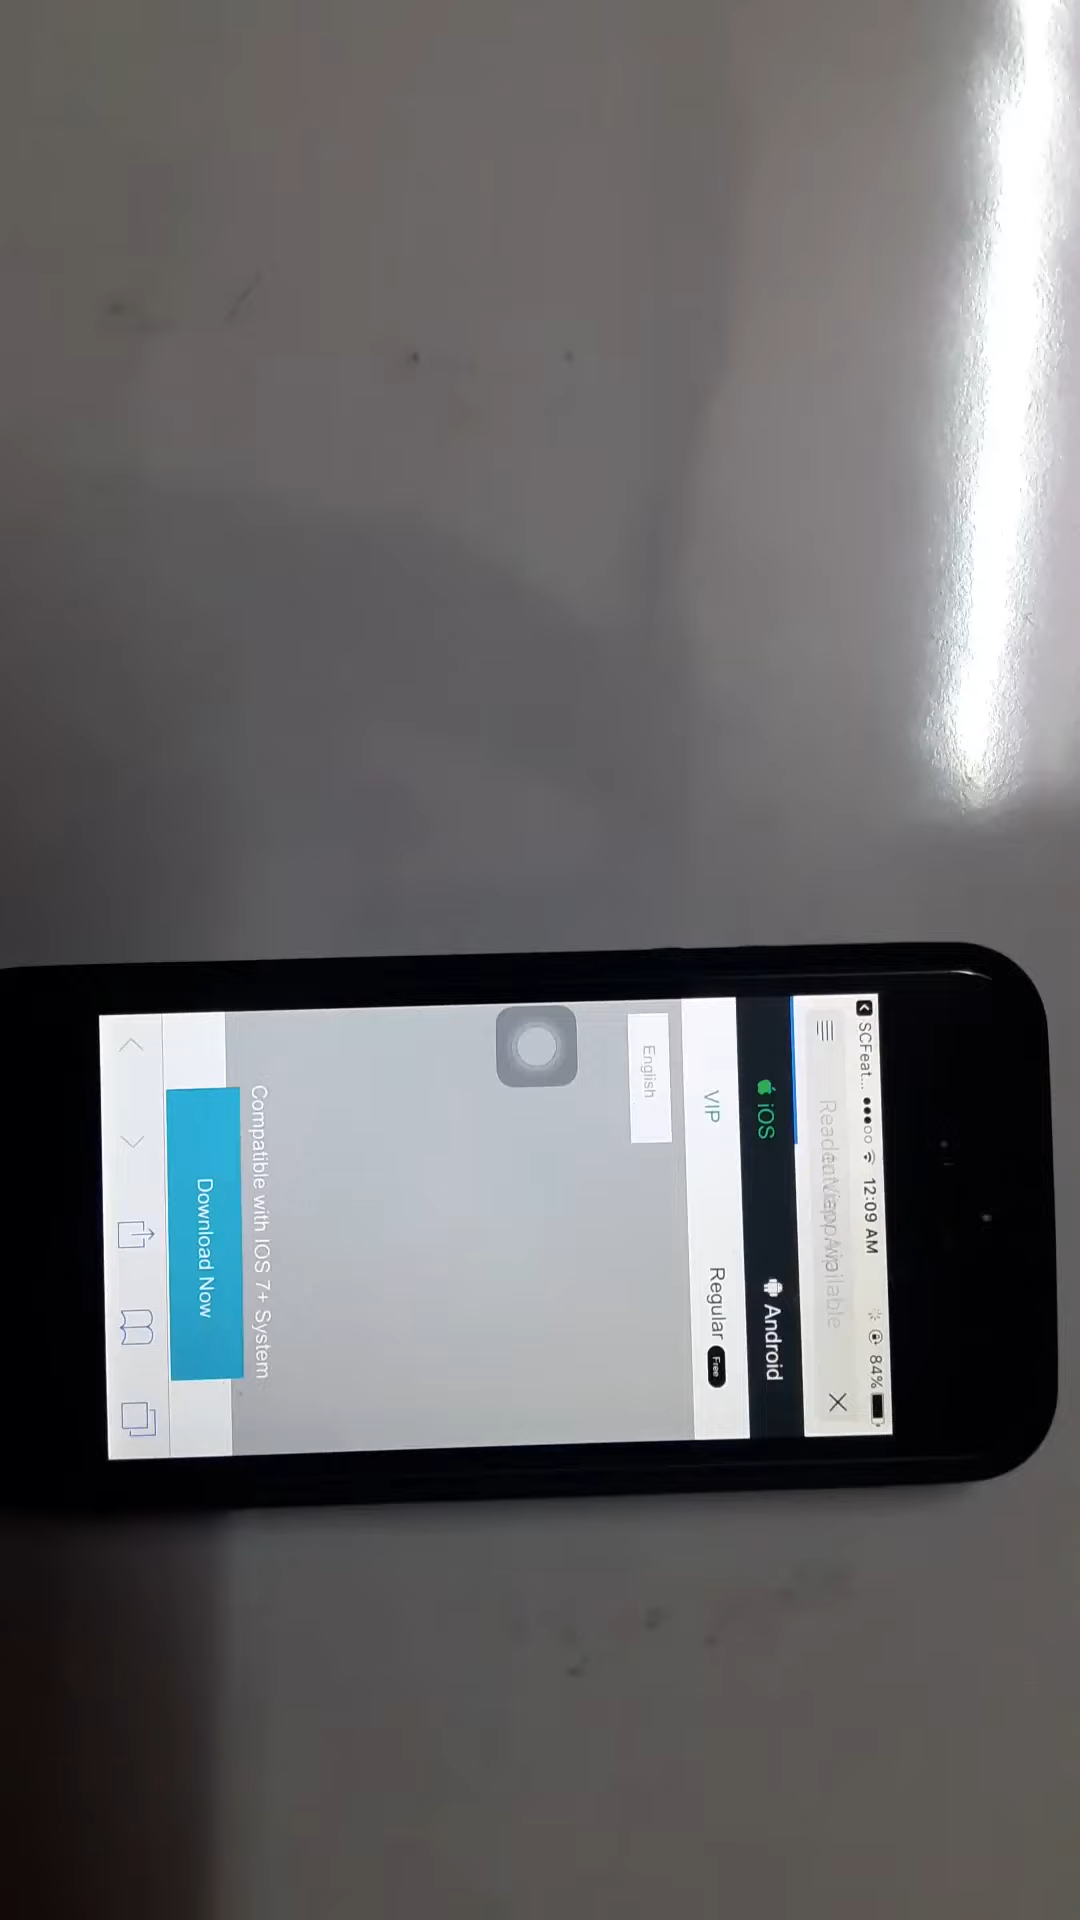 SCFeat... 12:09 AM 84%
iOS Android
VIP Regular Free
English
Compatible with IOS 7+ System
Download Now